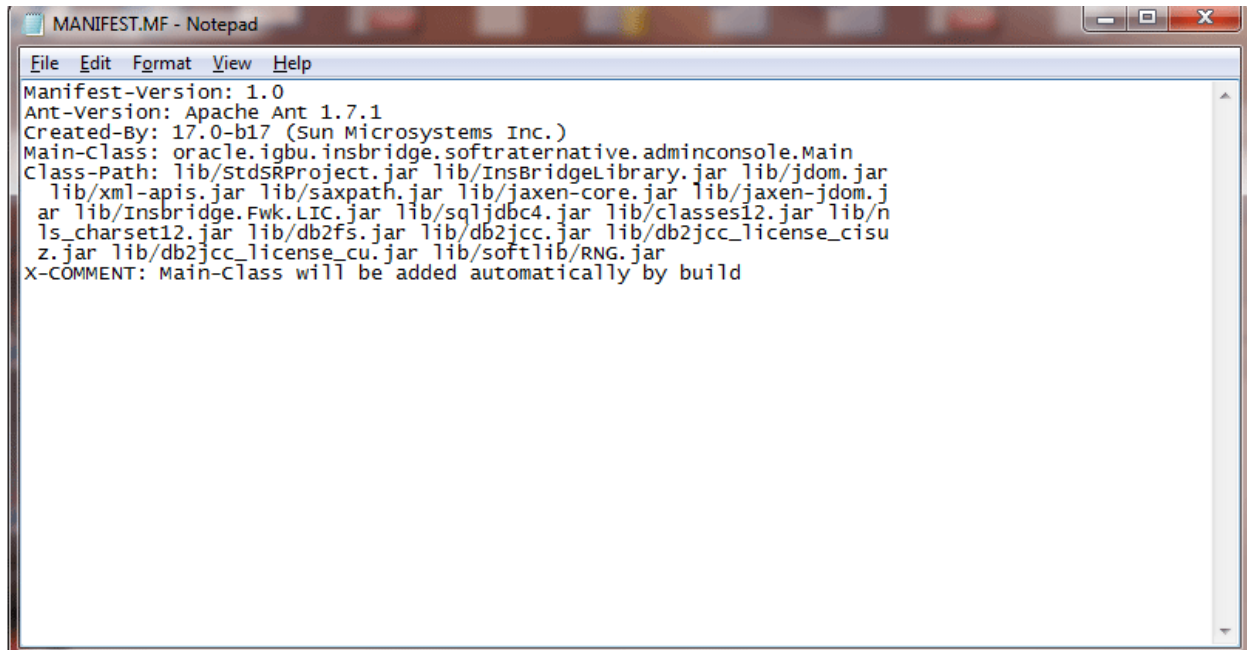 MANIFEST.MF - Notepad
File Edit Format View Help
Manifest-Version: 1.0
Ant-Version: Apache Ant 1.7.1
Created-By: 17.0-b17 (Sun Microsystems Inc.)
Main-Class: oracle.igbu.insbridge.softraternative.adminconsole.Main
Class-Path: lib/StdSRProject.jar lib/InsBridgeLibrary.jar lib/jdom.jar
  lib/xml-apis.jar lib/saxpath.jar lib/jaxen-core.jar lib/jaxen-jdom.j
 ar lib/Insbridge.Fwk.LIC.jar lib/sqljdbc4.jar lib/classes12.jar lib/n
 ls_charset12.jar lib/db2fs.jar lib/db2jcc.jar lib/db2jcc_license_cisu
 z.jar lib/db2jcc_license_cu.jar lib/softlib/RNG.jar
X-COMMENT: Main-Class will be added automatically by build